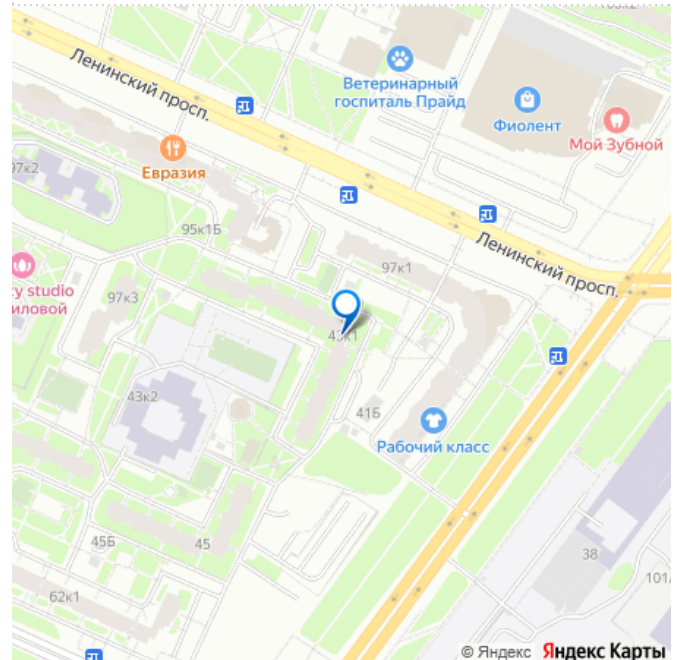 Ленинский просп.
Ветеринарный
госпиталь Прайд
Фиолент
Мой Зубной
Евразия
97к2
95к1Б
97к1
Ленинский просп.
studio
97к3
43к1
43к2
41Б
Рабочий класс
45Б
45
38
62к1
© Яндекс Яндекс Карты